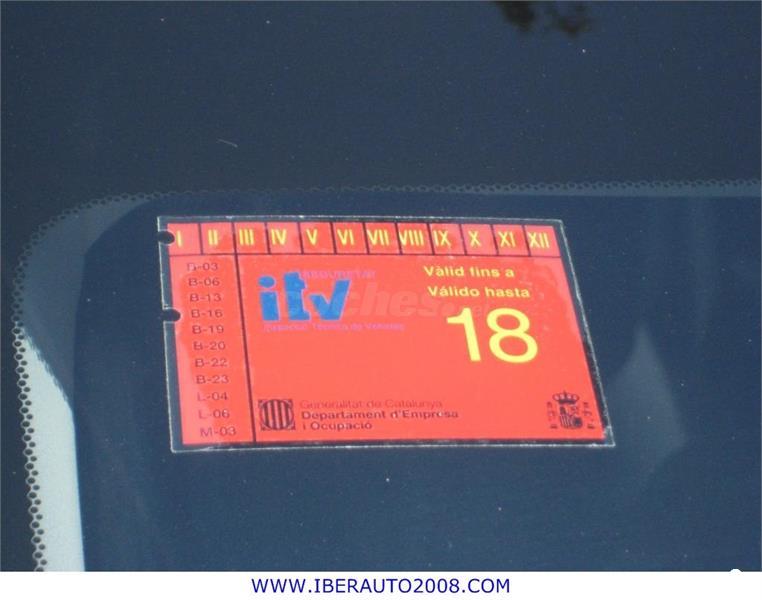 I II III IV V VI VII VIII IX X XI XII
B-03
B-06
B-13
B-16
B-19
B-20
B-22
B-23
L-04
L-06
M-03
SEGURETAT
itv
Inspecció Tècnica de Vehicles
Vàlid fins a
Válido hasta
18
Generalitat de Catalunya
Departament d'Empresa
i Ocupació
WWW.IBERAUTO2008.COM